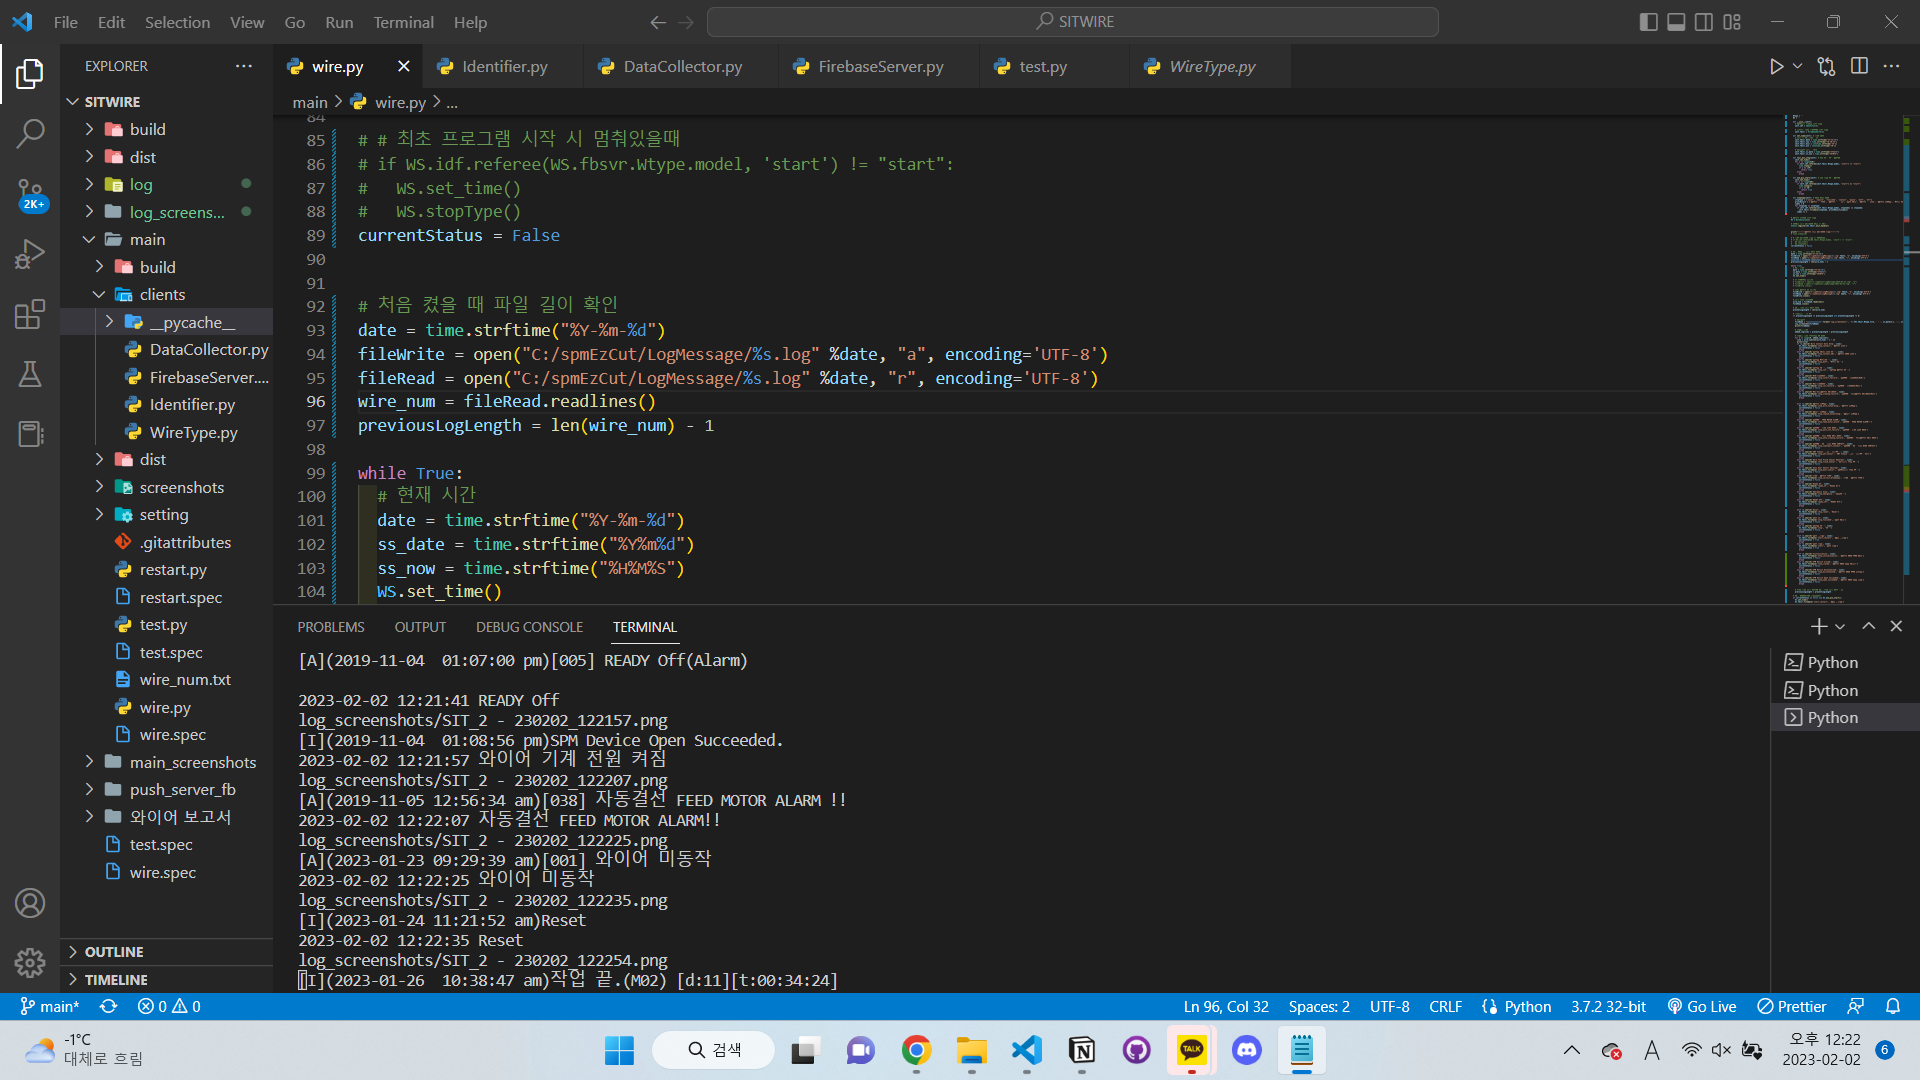 File Edit Selection View Go Run Terminal Help
SITWIRE
EXPLORER
SITWIRE
build
dist
log
log_screens...
2K+
main
build
clients
__pycache__
DataCollector.py
FirebaseServer....
Identifier.py
WireType.py
dist
screenshots
setting
.gitattributes
restart.py
restart.spec
test.py
test.spec
wire_num.txt
wire.py
wire.spec
main_screenshots
push_server_fb
와이어 보고서
test.spec
wire.spec
OUTLINE
TIMELINE
wire.py Identifier.py DataCollector.py FirebaseServer.py test.py WireType.py
main > wire.py > ...
84
85 # # 최초 프로그램 시작 시 멈춰있을때
86 # if WS.idf.referee(WS.fbsvr.Wtype.model, 'start') != "start":
87 #   WS.set_time()
88 #   WS.stopType()
89 currentStatus = False
90
91
92 # 처음 켰을 때 파일 길이 확인
93 date = time.strftime("%Y-%m-%d")
94 fileWrite = open("C:/spmEzCut/LogMessage/%s.log" %date, "a", encoding='UTF-8')
95 fileRead = open("C:/spmEzCut/LogMessage/%s.log" %date, "r", encoding='UTF-8')
96 wire_num = fileRead.readlines()
97 previousLogLength = len(wire_num) - 1
98
99 while True:
100   # 현재 시간
101   date = time.strftime("%Y-%m-%d")
102   ss_date = time.strftime("%Y%m%d")
103   ss_now = time.strftime("%H%M%S")
104   WS.set_time()
PROBLEMS OUTPUT DEBUG CONSOLE TERMINAL
[A](2019-11-04  01:07:00 pm)[005] READY Off(Alarm)
2023-02-02 12:21:41 READY Off
log_screenshots/SIT_2 - 230202_122157.png
[I](2019-11-04  01:08:56 pm)SPM Device Open Succeeded.
2023-02-02 12:21:57 와이어 기계 전원 켜짐
log_screenshots/SIT_2 - 230202_122207.png
[A](2019-11-05 12:56:34 am)[038] 자동결선 FEED MOTOR ALARM !!
2023-02-02 12:22:07 자동결선 FEED MOTOR ALARM!!
log_screenshots/SIT_2 - 230202_122225.png
[A](2023-01-23 09:29:39 am)[001] 와이어 미동작
2023-02-02 12:22:25 와이어 미동작
log_screenshots/SIT_2 - 230202_122235.png
[I](2023-01-24 11:21:52 am)Reset
2023-02-02 12:22:35 Reset
log_screenshots/SIT_2 - 230202_122254.png
[I](2023-01-26  10:38:47 am)작업 끝.(M02) [d:11][t:00:34:24]
Python
Python
Python
main* 0 0 Ln 96, Col 32 Spaces: 2 UTF-8 CRLF Python 3.7.2 32-bit Go Live Prettier
-1°C
대체로 흐림
검색
TALK
A
오후 12:22
2023-02-02
6